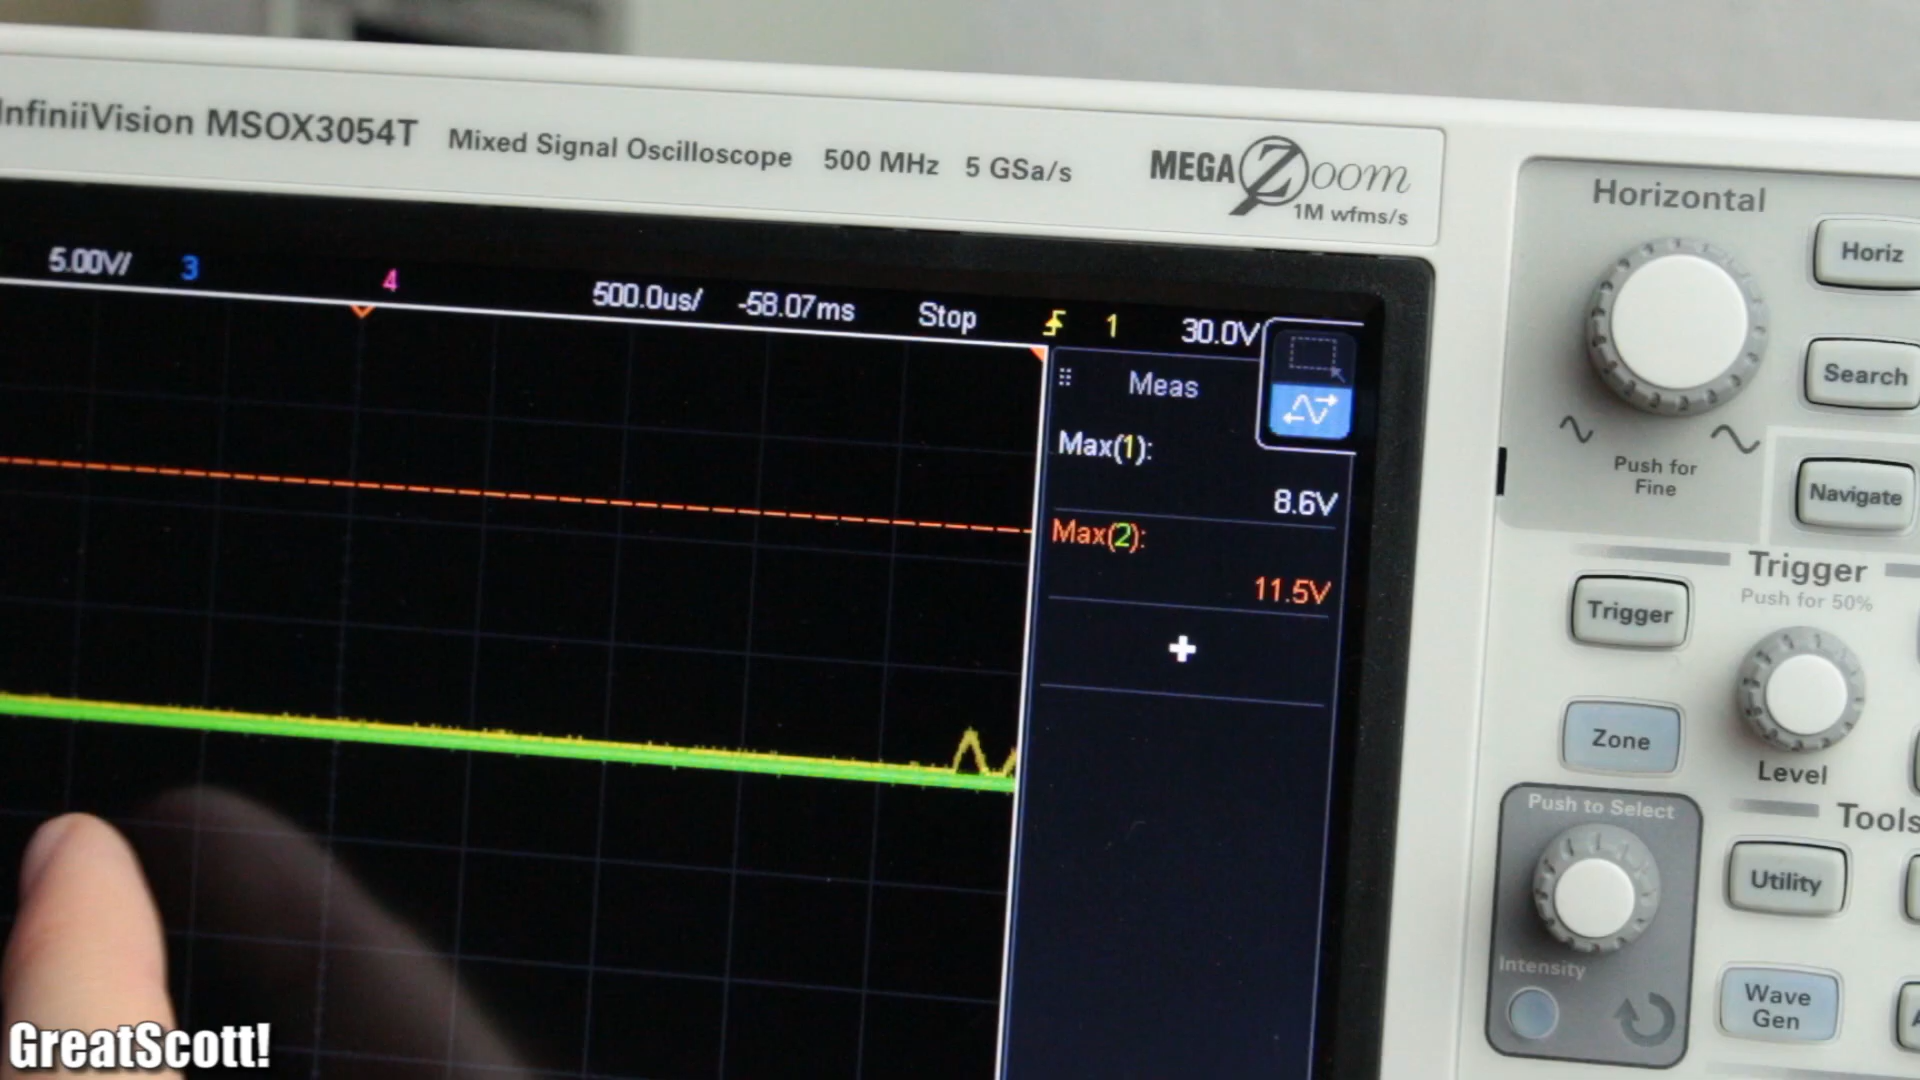 InfiniiVision MSOX3054T Mixed Signal Oscilloscope 500 MHz 5 GSa/s MEGA Zoom
1M wfms/s
5.00V/ 3 4 500.0us/ -58.07ms Stop 1 30.0V
Meas
Max(1):
8.6V
Max(2):
11.5V
+
Horizontal
Horiz
Search
Push for
Fine
Navigate
Trigger
Push for 50%
Trigger
Zone
Level
Push to Select
Tools
Utility
Intensity
Wave
Gen
GreatScott!